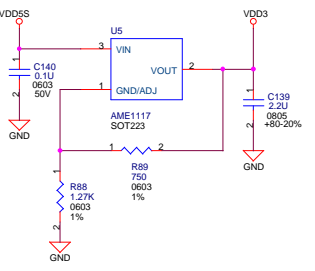 VDD5S
U5
VDD3
3
VIN
1
C140
0.1U
0603
50V
2
GND
VOUT
2
1
GND/ADJ
AME1117
SOT223
1
C139
2.2U
0805
+80-20%
2
GND
1
2
R89
750
0603
1%
1
R88
1.27K
0603
1%
2
GND